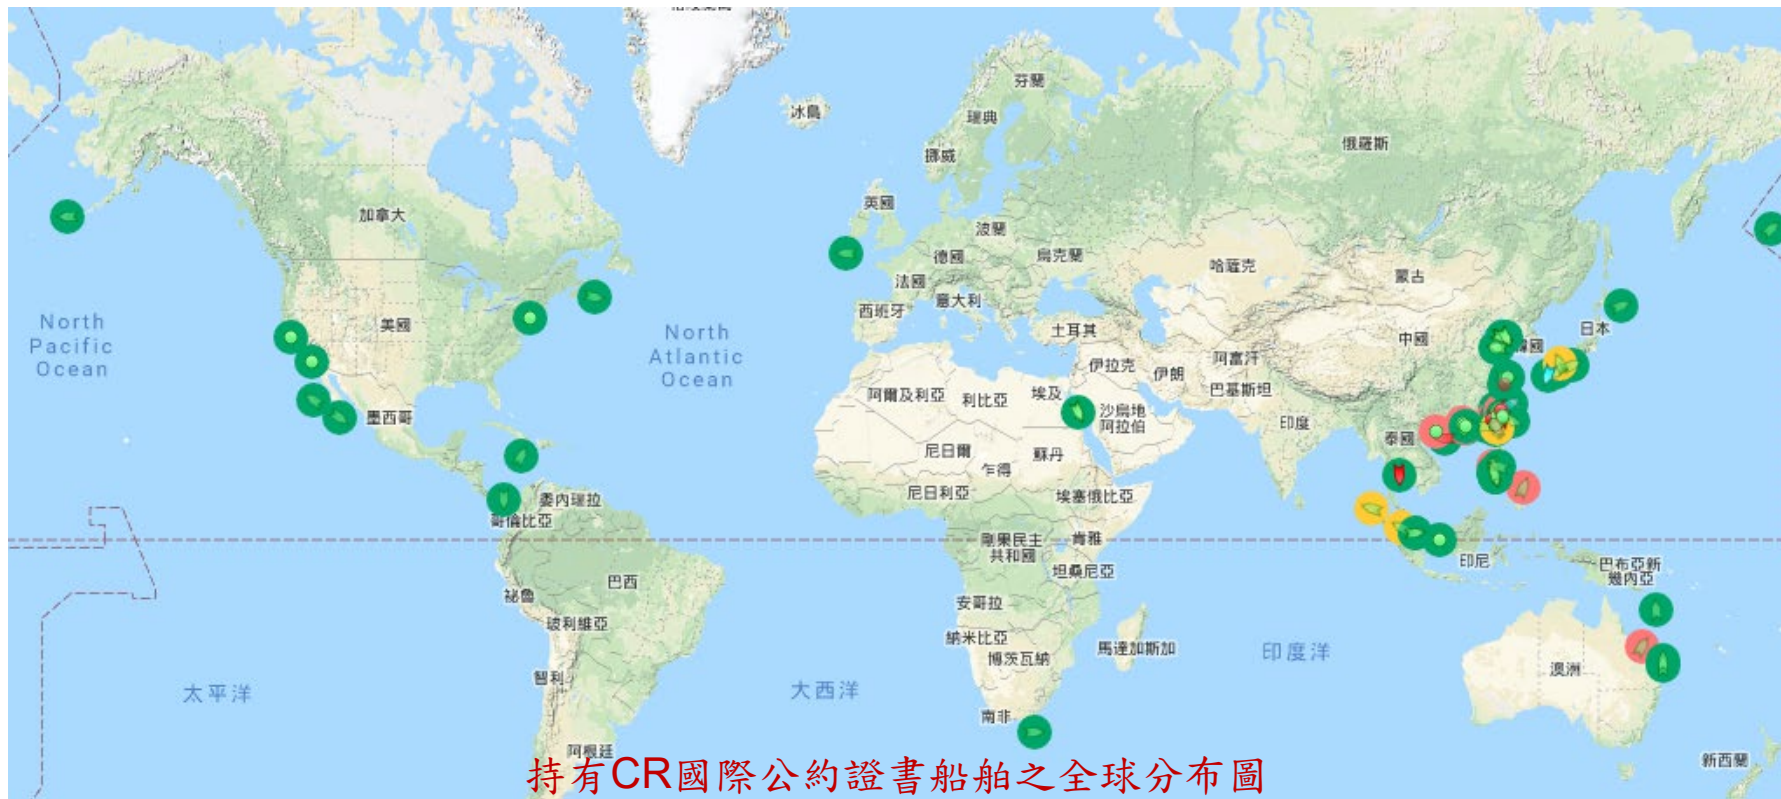 冰島
芬蘭
瑞典
挪威
俄羅斯
英國
加拿大
波蘭
德國
烏克蘭
哈薩克
蒙古
法國
意大利
西班牙
土耳其
美國
中國
韓國
日本
North
Pacific
Ocean
North
Atlantic
Ocean
伊拉克
伊朗
阿富汗
巴基斯坦
阿爾及利亞
利比亞
埃及
沙烏地
阿拉伯
印度
泰國
墨西哥
尼日爾
乍得
蘇丹
尼日利亞
埃塞俄比亞
委內瑞拉
哥倫比亞
剛果民主
共和國
肯雅
坦桑尼亞
印尼
巴布亞新
幾內亞
巴西
祕魯
玻利維亞
安哥拉
納米比亞
博茨瓦納
馬達加斯加
印度洋
澳洲
智利
太平洋
大西洋
南非
阿根廷
新西蘭
持有CR國際公約證書船舶之全球分布圖